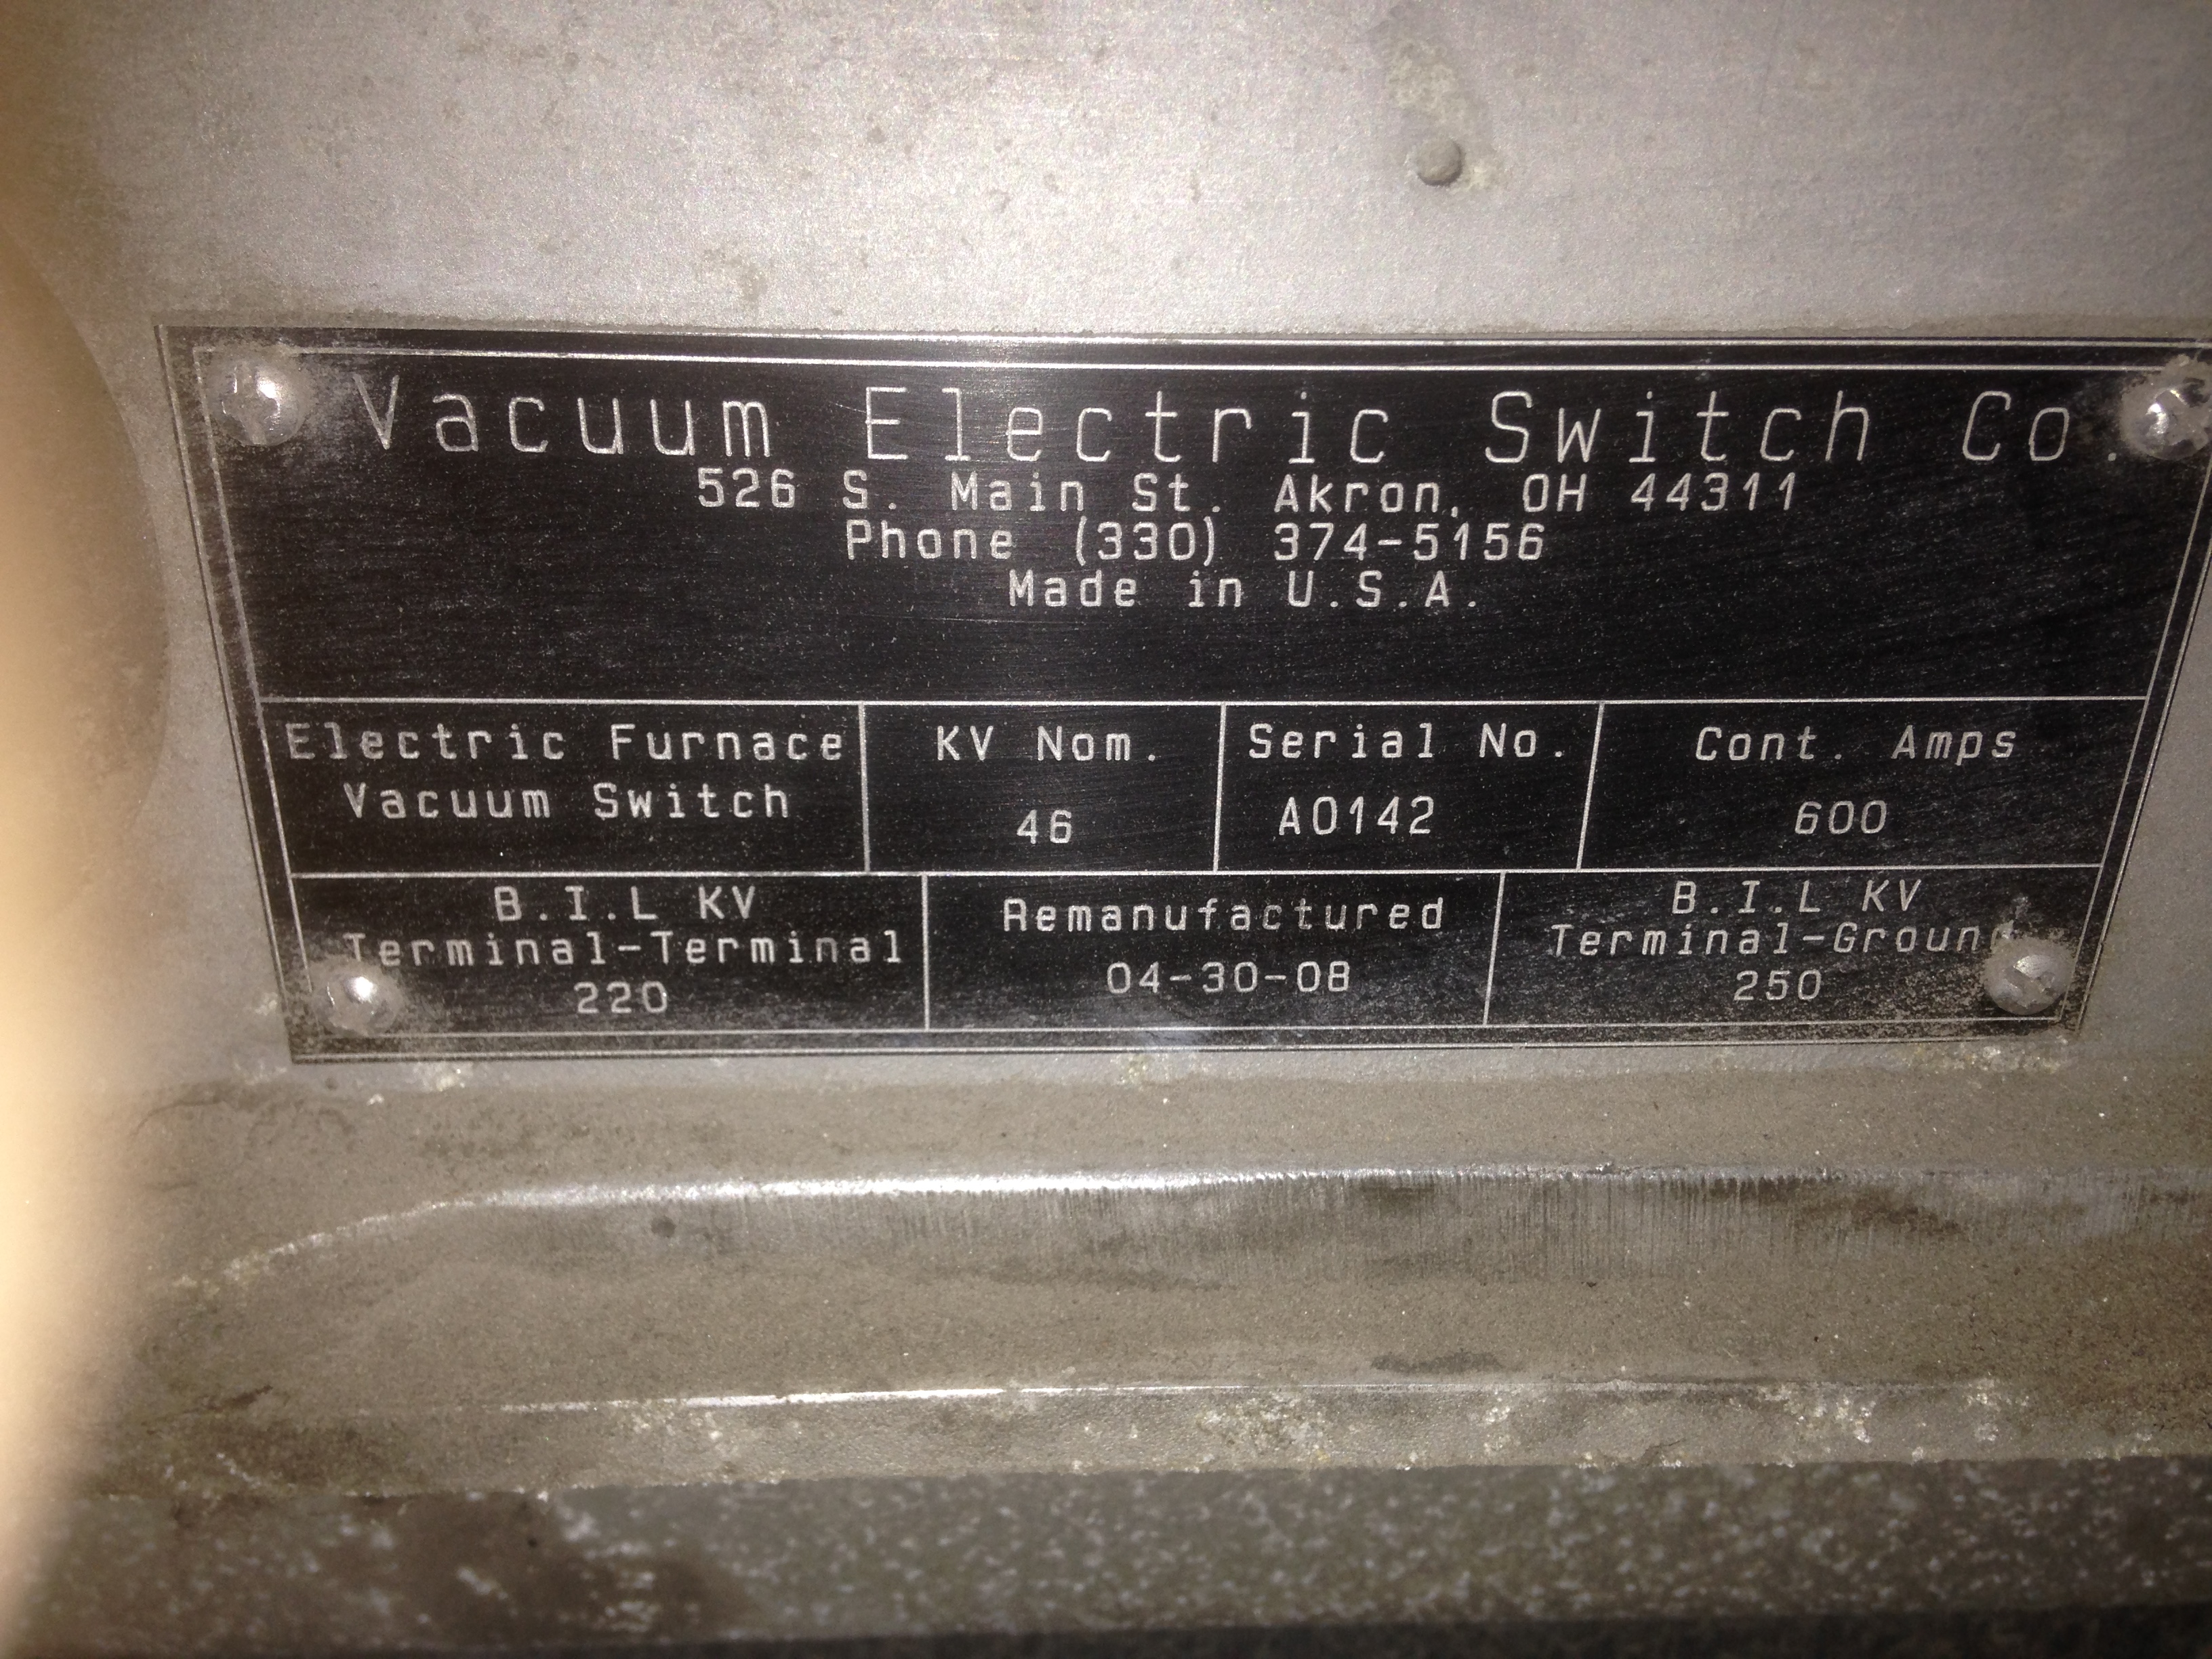 Vacuum Electric Switch Co.
526 S. Main St. Akron, OH 44311
Phone (330) 374-5156
Made in U.S.A.
Electric Furnace
Vacuum Switch
KV Nom.
46
Serial No.
A0142
Cont. Amps
600
B.I.L KV
Terminal-Terminal
220
Remanufactured
04-30-08
B.I.L KV
Terminal-Ground
250